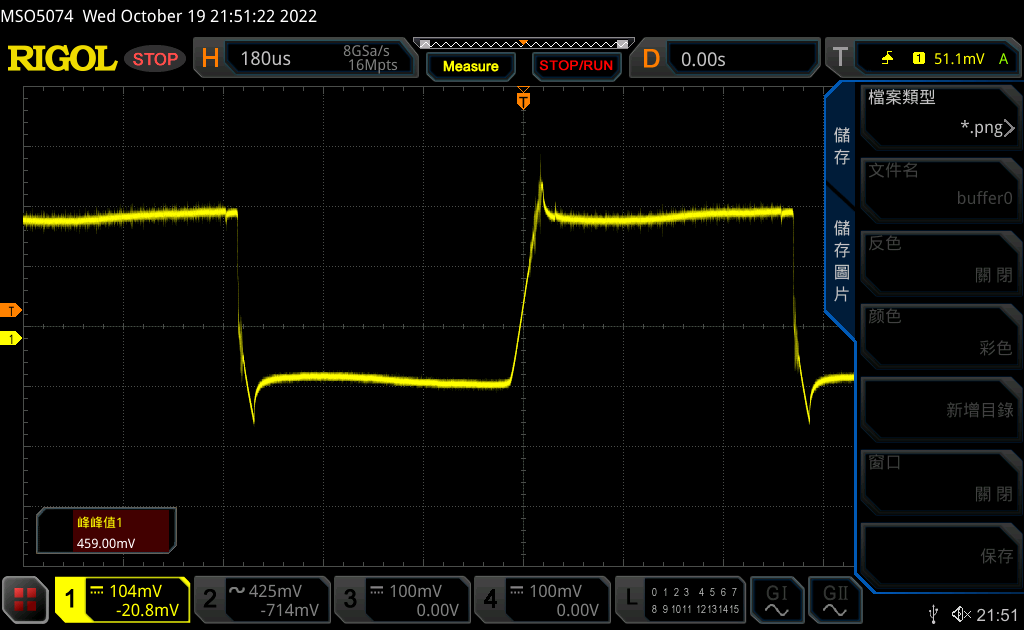 MSO5074 Wed October 19 21:51:22 2022
RIGOL STOP H 180us 8GSa/s 16Mpts Measure STOP/RUN D 0.00s T 1 51.1mV A
T
儲存
檔案類型
*.png
文件名
buffer0
儲存圖片
反色
關閉
T
颜色
1
彩色
新增目錄
窗口
關閉
峰峰值1
459.00mV
保存
1 104mV -20.8mV 2 425mV -714mV 3 100mV 0.00V 4 100mV 0.00V L 0 1 2 3 4 5 6 7 8 9 10 11 12 13 14 15 GI GII
21:51